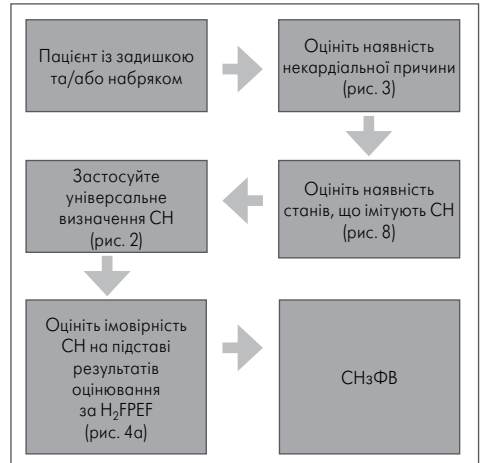 Пацієнт із задишкою
та/або набряком
Оцініть наявність
некардіальної причини
(рис. 3)
Оцініть наявність
станів, що імітують СН
(рис. 8)
Застосуйте
універсальне
визначення СН
(рис. 2)
Оцініть імовірність
СН на підставі
результатів
оцінювання
за H₂FPEF
(рис. 4а)
СНзФВ